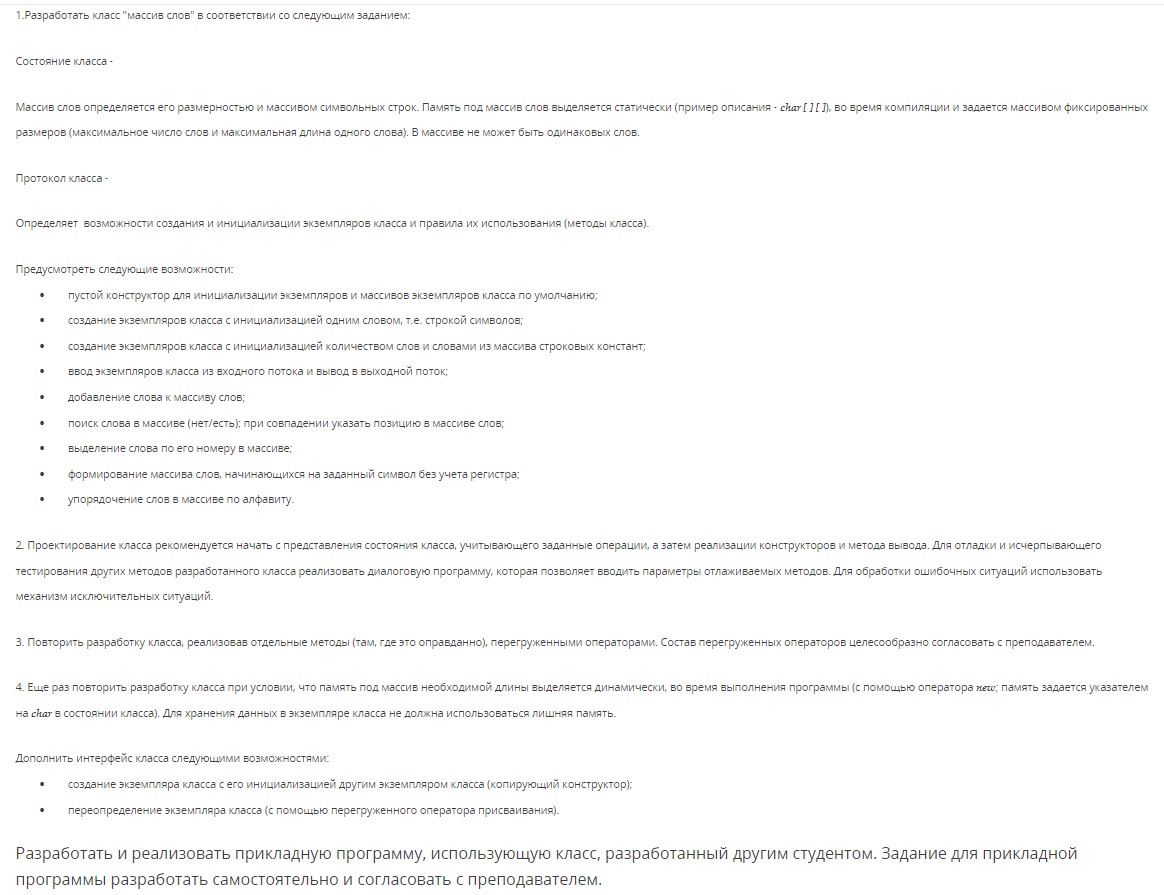 1.Разработать класс "массив слов" в соответствии со следующим заданием:
Состояние класса -
Массив слов определяется его размерностью и массивом символьных строк. Память под массив слов выделяется статически (пример описания - char [ ] [ ]), во время компиляции и задается массивом фиксированных
размеров (максимальное число слов и максимальная длина одного слова). В массиве не может быть одинаковых слов.
Протокол класса -
Определяет возможности создания и инициализации экземпляров класса и правила их использования (методы класса).
Предусмотреть следующие возможности:
• пустой конструктор для инициализации экземпляров и массивов экземпляров класса по умолчанию;
• создание экземпляров класса с инициализацией одним словом, т.е. строкой символов;
• создание экземпляров класса с инициализацией количеством слов и словами из массива строковых констант;
• ввод экземпляров класса из входного потока и вывод в выходной поток;
• добавление слова к массиву слов;
• поиск слова в массиве (нет/есть); при совпадении указать позицию в массиве слов;
• выделение слова по его номеру в массиве;
• формирование массива слов, начинающихся на заданный символ без учета регистра;
• упорядочение слов в массиве по алфавиту.
2. Проектирование класса рекомендуется начать с представления состояния класса, учитывающего заданные операции, а затем реализации конструкторов и метода вывода. Для отладки и исчерпывающего
тестирования других методов разработанного класса реализовать диалоговую программу, которая позволяет вводить параметры отлаживаемых методов. Для обработки ошибочных ситуаций использовать
механизм исключительных ситуаций.
3. Повторить разработку класса, реализовав отдельные методы (там, где это оправданно), перегруженными операторами. Состав перегруженных операторов целесообразно согласовать с преподавателем.
4. Еще раз повторить разработку класса при условии, что память под массив необходимой длины выделяется динамически, во время выполнения программы (с помощью оператора new; память задается указателем
на char в состоянии класса). Для хранения данных в экземпляре класса не должна использоваться лишняя память.
Дополнить интерфейс класса следующими возможностями:
• создание экземпляра класса с его инициализацией другим экземпляром класса (копирующий конструктор);
• переопределение экземпляра класса (с помощью перегруженного оператора присваивания).
Разработать и реализовать прикладную программу, использующую класс, разработанный другим студентом. Задание для прикладной
программы разработать самостоятельно и согласовать с преподавателем.